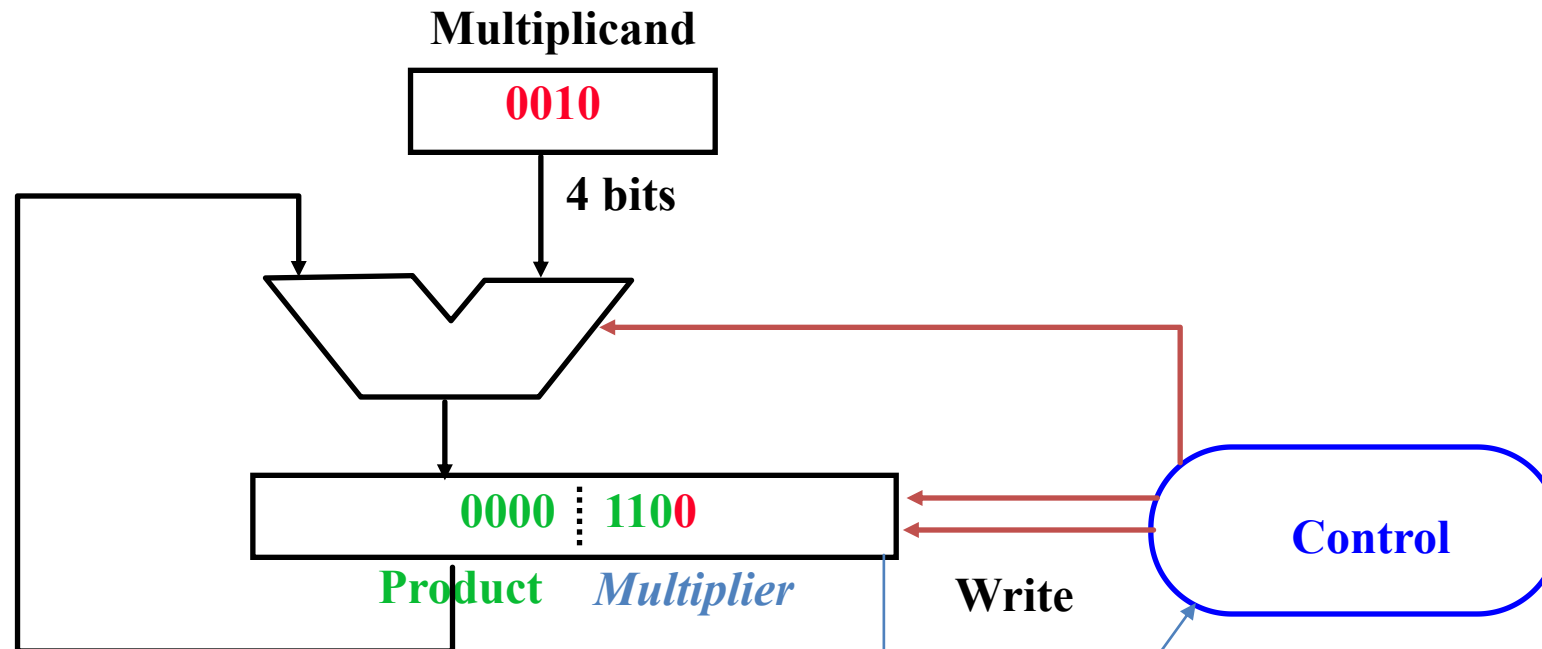 Multiplicand
0010
4 bits
0000 1100
Control
Product Multiplier
Write